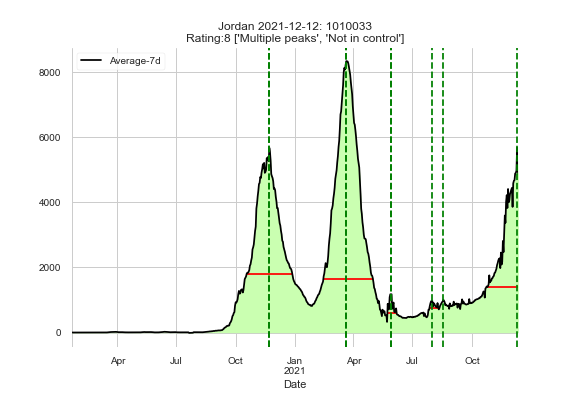 Jordan 2021-12-12: 1010033
Rating:8 ['Multiple peaks', 'Not in control']
Average-7d
8000
6000
4000
2000
0
Apr Jul Oct Jan Apr Jul Oct
2021
Date